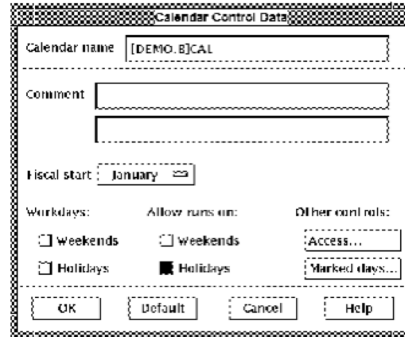 Calendar Control Data
Calendar name [DEMO.B]CAL
Comment
Fiscal start : January
Workdays: Allow runs on: Other controls:
Weekends Weekends Access...
Holidays Holidays Marked days...
OK Default Cancel Help